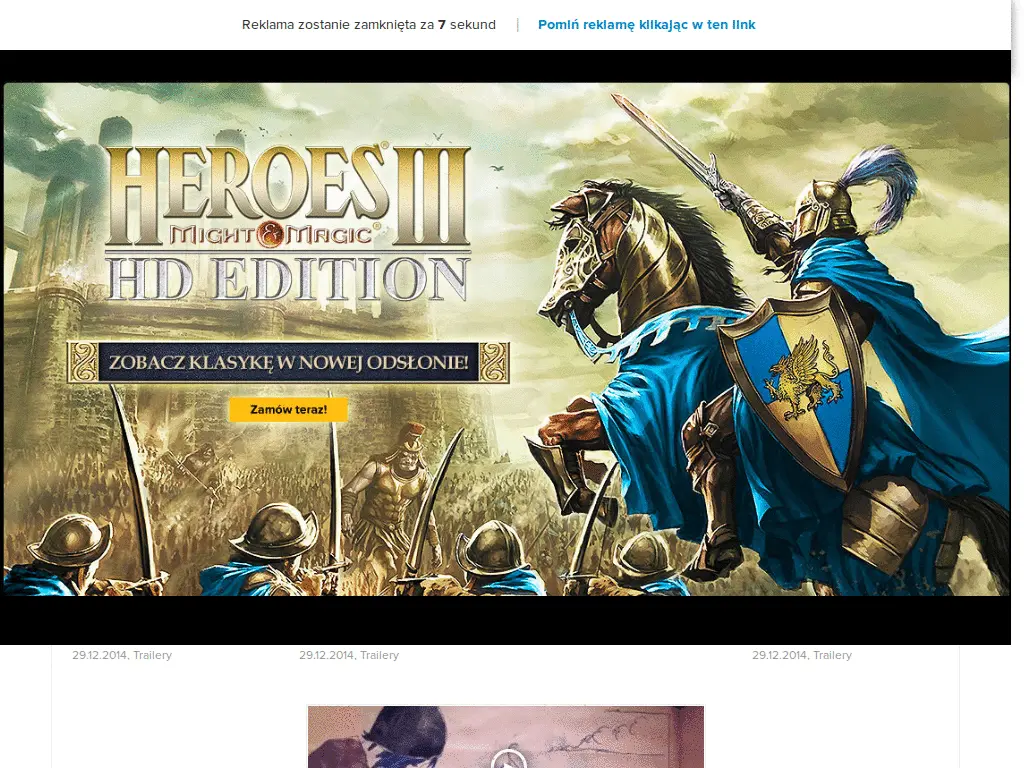 Reklama zostanie zamknięta za 7 sekund | Pomiń reklamę klikając w ten link
HEROES® III
MIGHT & MAGIC®
HD EDITION
ZOBACZ KLASYKĘ W NOWEJ ODSŁONIE!
Zamów teraz!
29.12.2014, Trailery
29.12.2014, Trailery
29.12.2014, Trailery